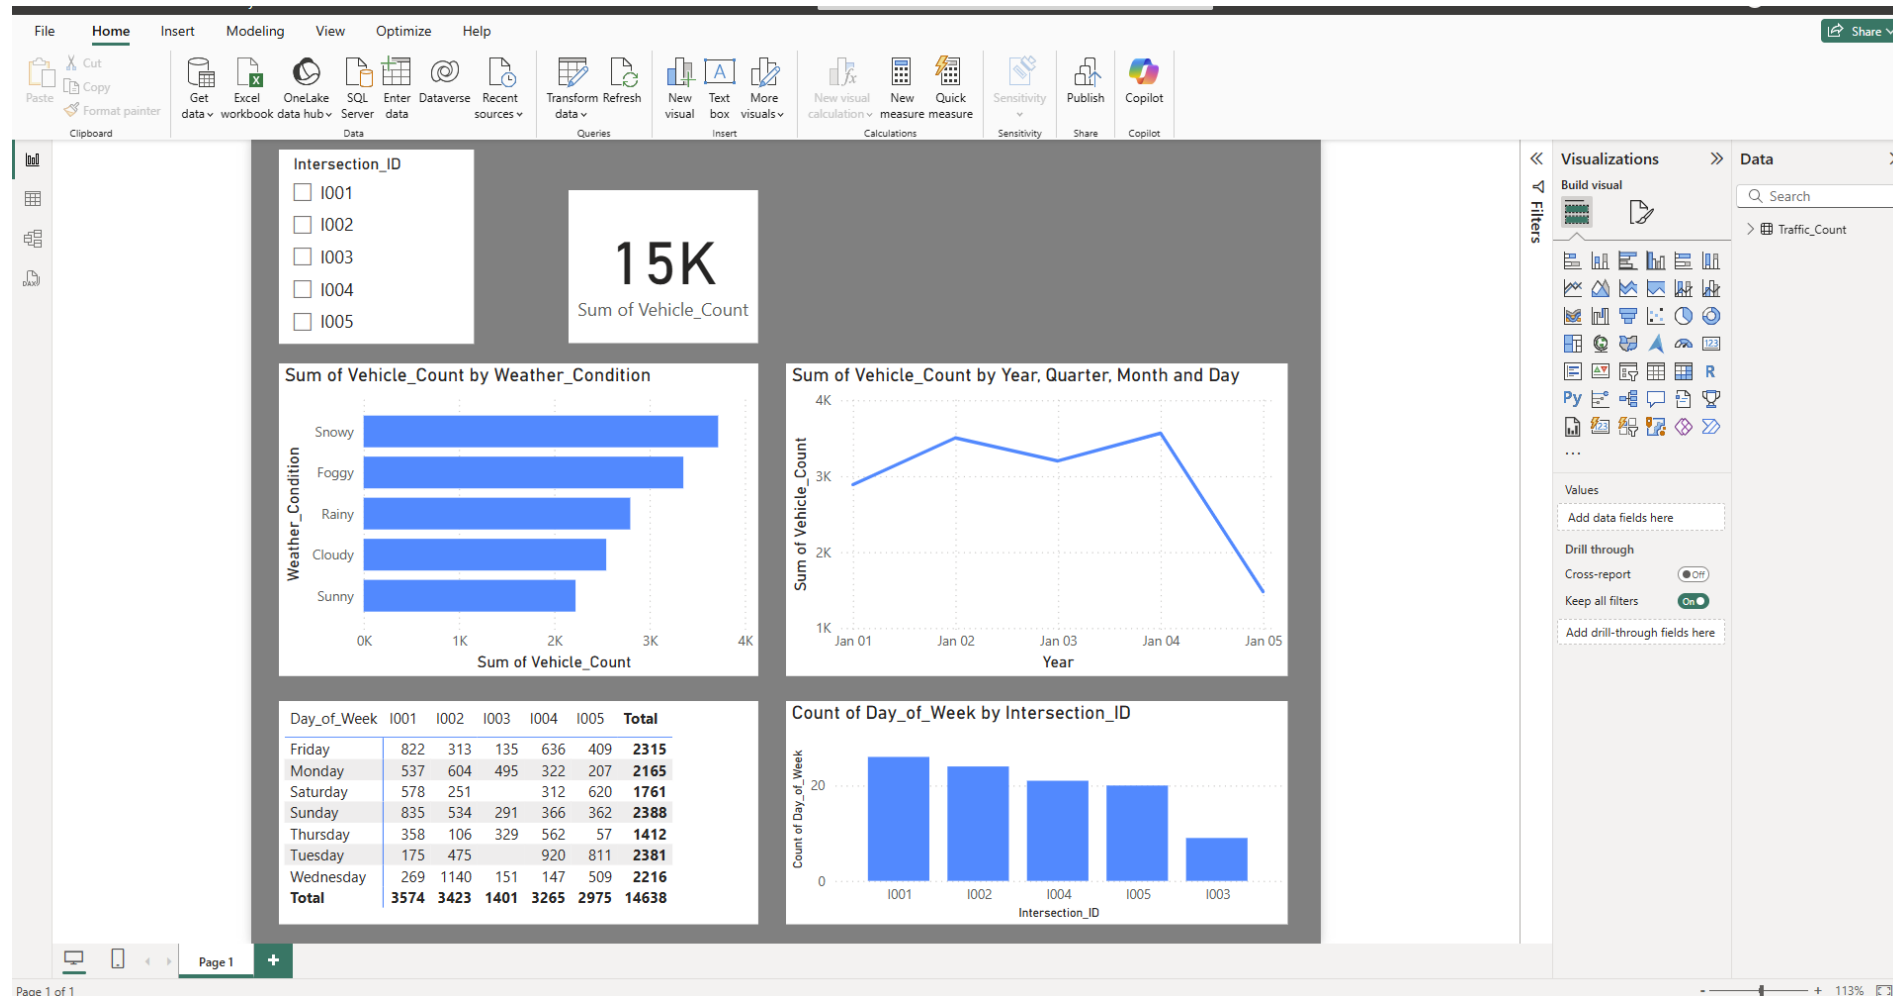 File Home Insert Modeling View Optimize Help
Share
Paste
Cut
Copy
Format painter
Clipboard
Get data
Excel workbook
OneLake data hub
SQL Server
Enter data
Dataverse
Recent sources
Data
Transform data
Refresh
Queries
New visual
Text box
More visuals
Insert
New visual calculation
New measure
Quick measure
Calculations
Sensitivity
Sensitivity
Publish
Share
Copilot
Copilot
Intersection_ID
I001
I002
I003
I004
I005
15K
Sum of Vehicle_Count
Sum of Vehicle_Count by Weather_Condition
Weather_Condition
Snowy
Foggy
Rainy
Cloudy
Sunny
0K 1K 2K 3K 4K
Sum of Vehicle_Count
Sum of Vehicle_Count by Year, Quarter, Month and Day
Sum of Vehicle_Count
4K
3K
2K
1K
Jan 01 Jan 02 Jan 03 Jan 04 Jan 05
Year
Day_of_Week I001 I002 I003 I004 I005 Total
Friday 822 313 135 636 409 2315
Monday 537 604 495 322 207 2165
Saturday 578 251 312 620 1761
Sunday 835 534 291 366 362 2388
Thursday 358 106 329 562 57 1412
Tuesday 175 475 920 811 2381
Wednesday 269 1140 151 147 509 2216
Total 3574 3423 1401 3265 2975 14638
Count of Day_of_Week by Intersection_ID
Count of Day_of_Week
20
0
I001 I002 I004 I005 I003
Intersection_ID
Filters
Visualizations
Build visual
123
R
Py
123
Values
Add data fields here
Drill through
Cross-report Off
Keep all filters On
Add drill-through fields here
Data
Search
Traffic_Count
DAX
Page 1
+
Page 1 of 1
- + 113%